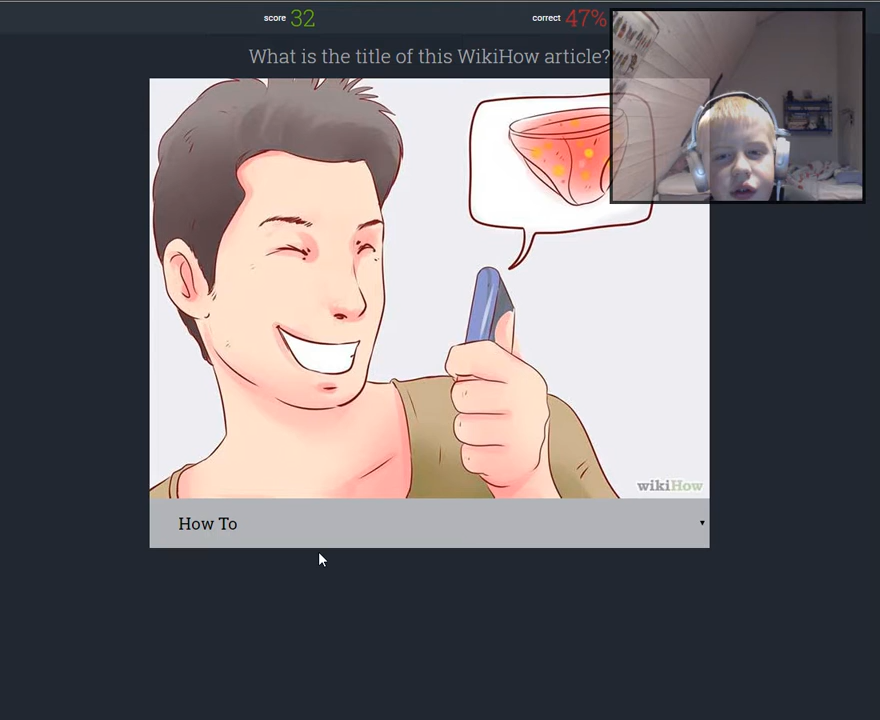 score 32
correct 47%
What is the title of this WikiHow article?
wikiHow
How To